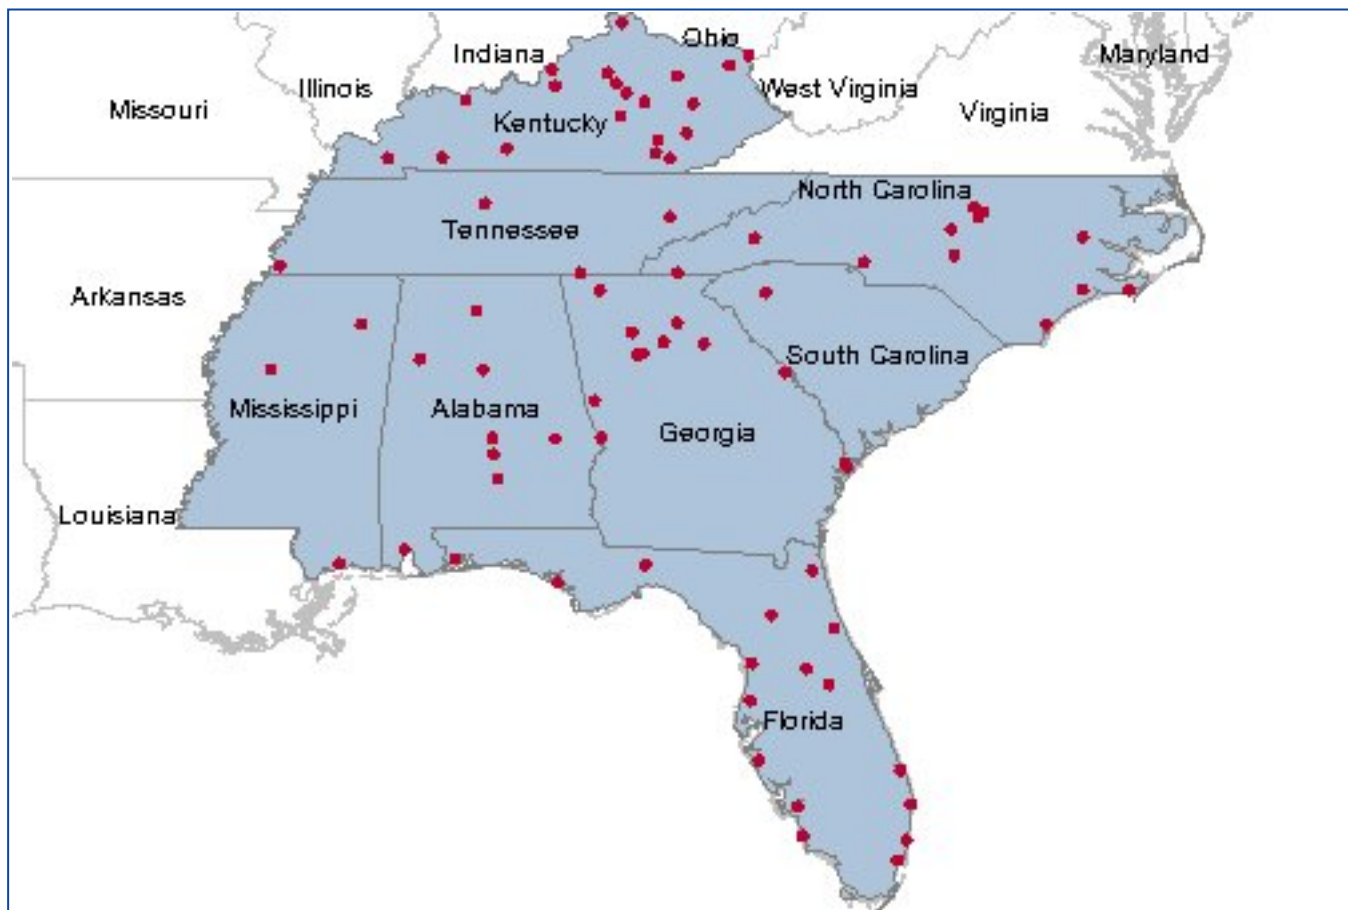 Ohio
Indiana
Maryland
Illinois
West Virginia
Missouri
Virginia
Kentucky
North Carolina
Tennessee
Arkansas
South Carolina
Mississippi
Alabama
Georgia
Louisiana
Florida